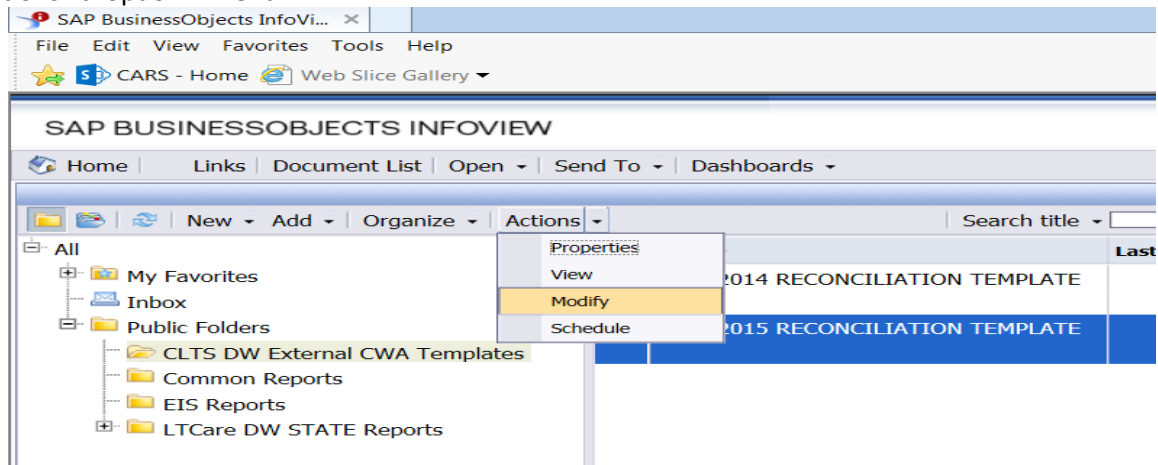 SAP BusinessObjects InfoVi... ×
File Edit View Favorites Tools Help
CARS - Home Web Slice Gallery
SAP BUSINESSOBJECTS INFOVIEW
Home | Links | Document List | Open | Send To | Dashboards
New Add | Organize | Actions | Search title
All
My Favorites
Inbox
Public Folders
CLTS DW External CWA Templates
Common Reports
EIS Reports
LTCare DW STATE Reports
Properties
View
Modify
Schedule
Last
2014 RECONCILIATION TEMPLATE
2015 RECONCILIATION TEMPLATE